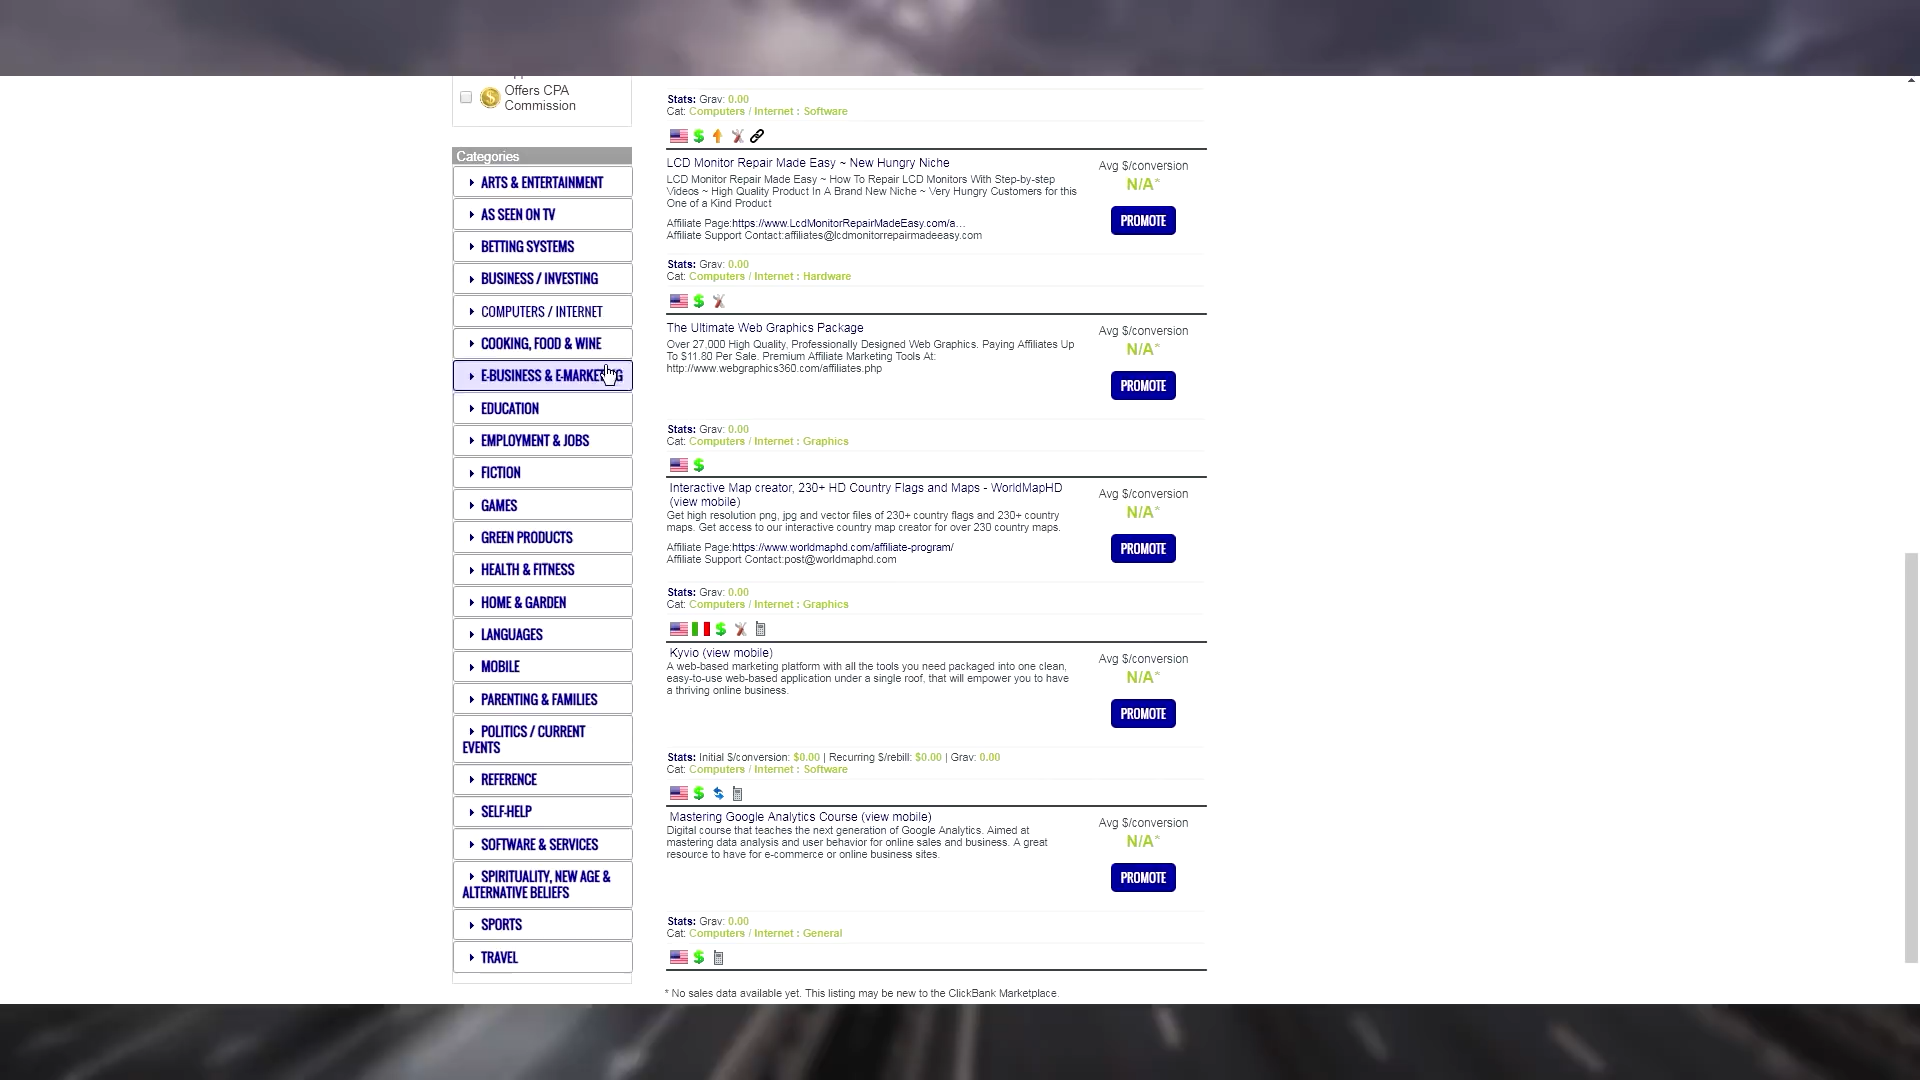 Offers CPA
Commission
Categories
ARTS & ENTERTAINMENT
AS SEEN ON TV
BETTING SYSTEMS
BUSINESS / INVESTING
COMPUTERS / INTERNET
COOKING, FOOD & WINE
E-BUSINESS & E-MARKETING
EDUCATION
EMPLOYMENT & JOBS
FICTION
GAMES
GREEN PRODUCTS
HEALTH & FITNESS
HOME & GARDEN
LANGUAGES
MOBILE
PARENTING & FAMILIES
POLITICS / CURRENT
EVENTS
REFERENCE
SELF-HELP
SOFTWARE & SERVICES
SPIRITUALITY, NEW AGE &
ALTERNATIVE BELIEFS
SPORTS
TRAVEL
Stats: Grav: 0.00
Cat: Computers / Internet : Software
LCD Monitor Repair Made Easy ~ New Hungry Niche
LCD Monitor Repair Made Easy ~ How To Repair LCD Monitors With Step-by-step
Videos ~ High Quality Product In A Brand New Niche ~ Very Hungry Customers for this
One of a Kind Product
Affiliate Page:https://www.LcdMonitorRepairMadeEasy.com/a...
Affiliate Support Contact:affiliates@lcdmonitorrepairmadeeasy.com
Avg $/conversion
N/A*
PROMOTE
Stats: Grav: 0.00
Cat: Computers / Internet : Hardware
The Ultimate Web Graphics Package
Over 27,000 High Quality, Professionally Designed Web Graphics. Paying Affiliates Up
To $11.80 Per Sale. Premium Affiliate Marketing Tools At:
http://www.webgraphics360.com/affiliates.php
Avg $/conversion
N/A*
PROMOTE
Stats: Grav: 0.00
Cat: Computers / Internet : Graphics
Interactive Map creator, 230+ HD Country Flags and Maps - WorldMapHD
(view mobile)
Get high resolution png, jpg and vector files of 230+ country flags and 230+ country
maps. Get access to our interactive country map creator for over 230 country maps.
Affiliate Page:https://www.worldmaphd.com/affiliate-program/
Affiliate Support Contact:post@worldmaphd.com
Avg $/conversion
N/A*
PROMOTE
Stats: Grav: 0.00
Cat: Computers / Internet : Graphics
Kyvio (view mobile)
A web-based marketing platform with all the tools you need packaged into one clean,
easy-to-use web-based application under a single roof, that will empower you to have
a thriving online business.
Avg $/conversion
N/A*
PROMOTE
Stats: Initial $/conversion: $0.00 | Recurring $/rebill: $0.00 | Grav: 0.00
Cat: Computers / Internet : Software
Mastering Google Analytics Course (view mobile)
Digital course that teaches the next generation of Google Analytics. Aimed at
mastering data analysis and user behavior for online sales and business. A great
resource to have for e-commerce or online business sites.
Avg $/conversion
N/A*
PROMOTE
Stats: Grav: 0.00
Cat: Computers / Internet : General
* No sales data available yet. This listing may be new to the ClickBank Marketplace.